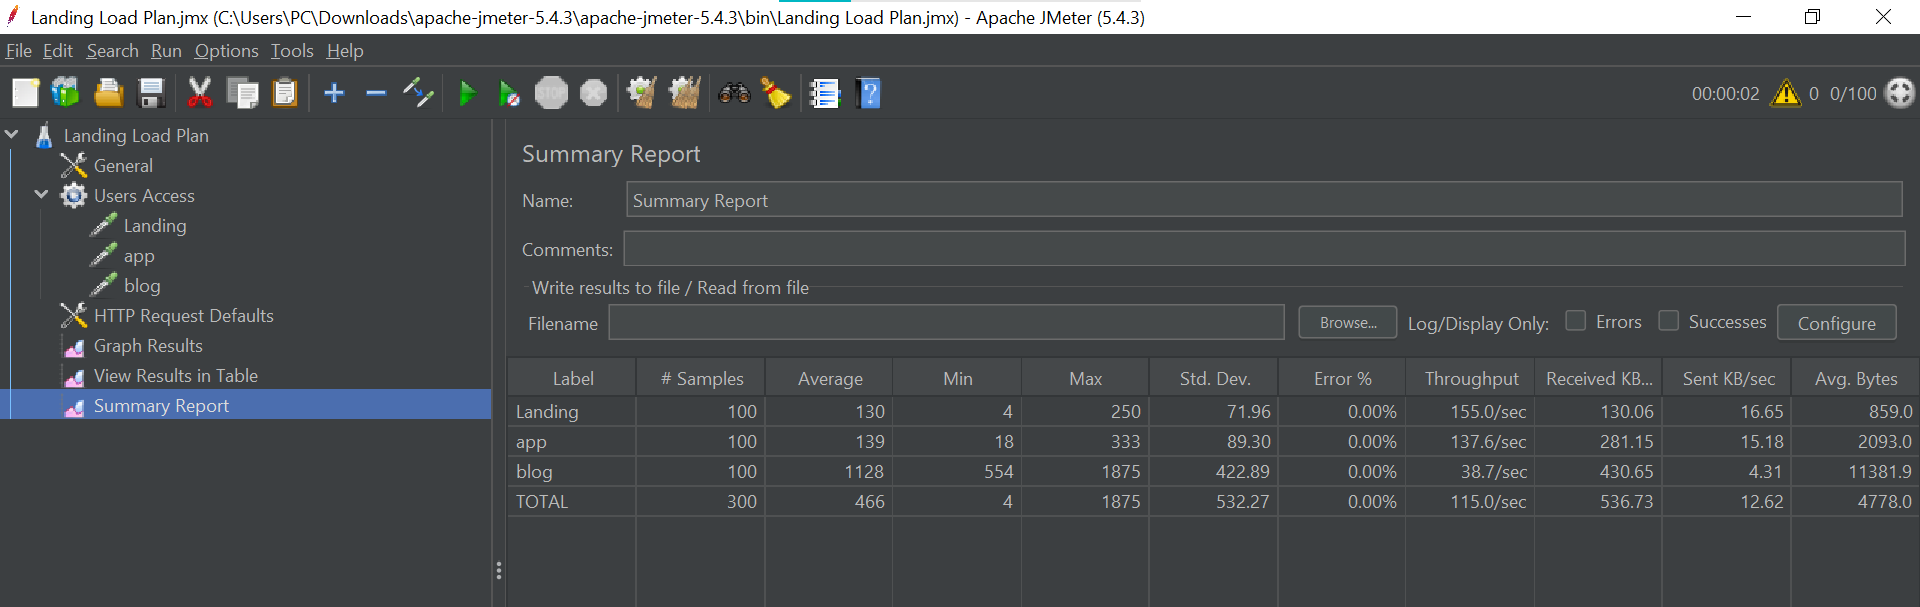 Landing Load Plan.jmx (C:\Users\PC\Downloads\apache-jmeter-5.4.3\apache-jmeter-5.4.3\bin\Landing Load Plan.jmx) - Apache JMeter (5.4.3)
File Edit Search Run Options Tools Help
STOP 00:00:02 0 0/100
Landing Load Plan
General
Users Access
Landing
app
blog
HTTP Request Defaults
Graph Results
View Results in Table
Summary Report
Summary Report
Name: Summary Report
Comments:
Write results to file / Read from file
Filename Browse... Log/Display Only: Errors Successes Configure
Label # Samples Average Min Max Std. Dev. Error % Throughput Received KB... Sent KB/sec Avg. Bytes
Landing 100 130 4 250 71.96 0.00% 155.0/sec 130.06 16.65 859.0
app 100 139 18 333 89.30 0.00% 137.6/sec 281.15 15.18 2093.0
blog 100 1128 554 1875 422.89 0.00% 38.7/sec 430.65 4.31 11381.9
TOTAL 300 466 4 1875 532.27 0.00% 115.0/sec 536.73 12.62 4778.0